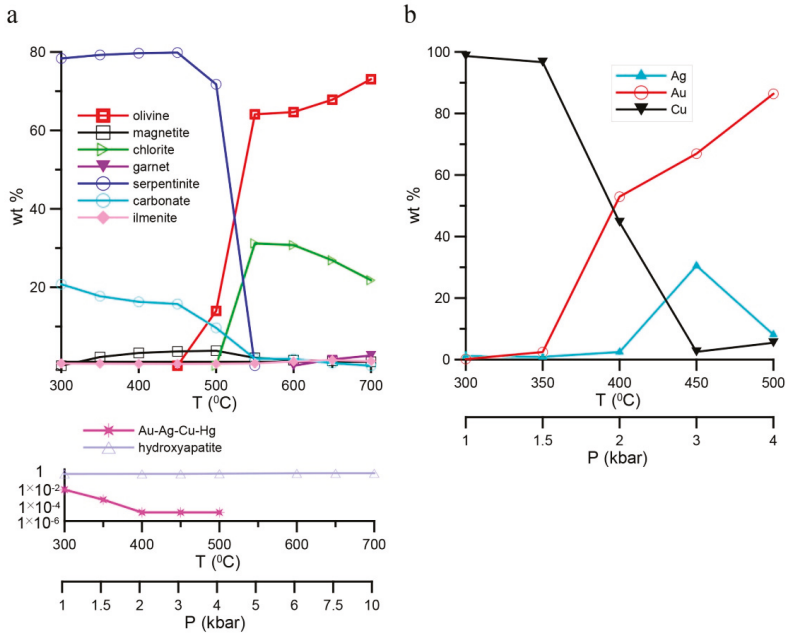 a
80
60
40
20
wt %
olivine
magnetite
chlorite
garnet
serpentinite
carbonate
ilmenite
300
400
500
600
700
T (⁰C)
Au-Ag-Cu-Hg
hydroxyapatite
1
1×10⁻²
1×10⁻⁴
1×10⁻⁶
300
400
500
600
700
T (⁰C)
1 1.5 2 3 4 5 6 7.5 10
P (kbar)
b
100
80
60
40
20
0
wt %
Ag
Au
Cu
300 350 400 450 500
T (⁰C)
1 1.5 2 3 4
P (kbar)